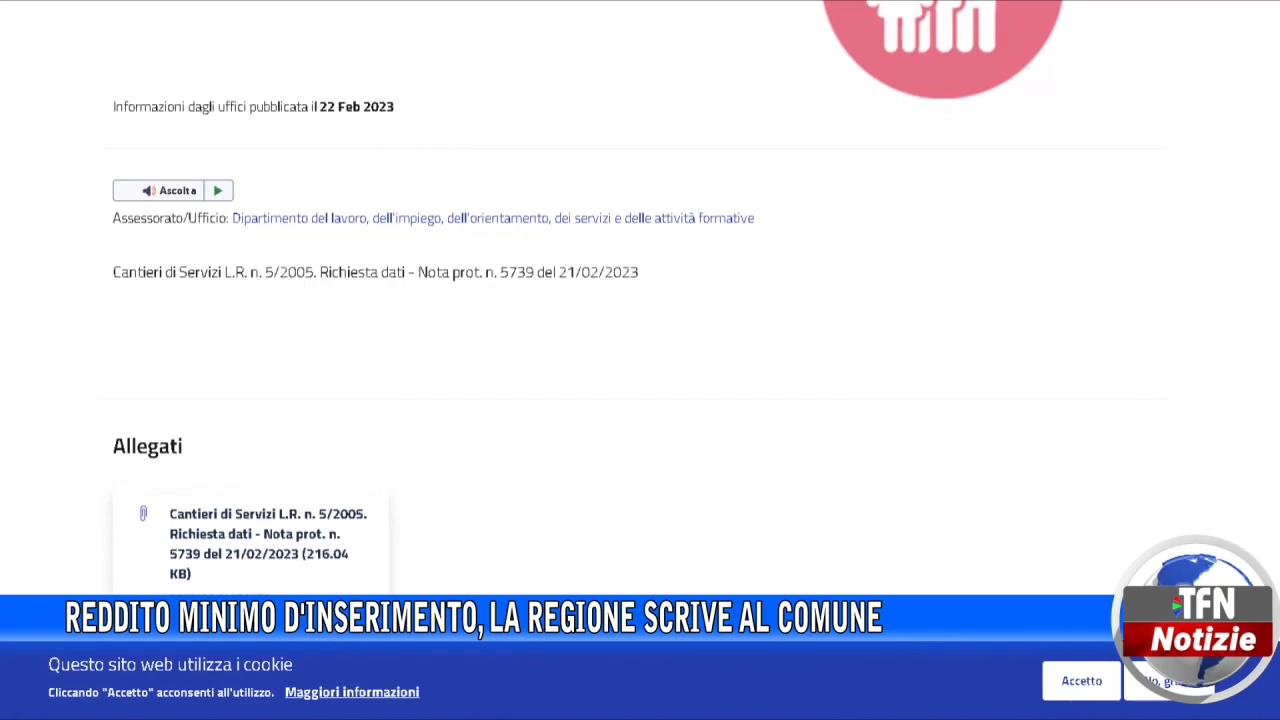 Informazioni dagli uffici pubblicata il 22 Feb 2023
Ascolta
Assessorato/Ufficio: Dipartimento del lavoro, dell'impiego, dell'orientamento, dei servizi e delle attività formative
Cantieri di Servizi L.R. n. 5/2005. Richiesta dati - Nota prot. n. 5739 del 21/02/2023
Allegati
Cantieri di Servizi L.R. n. 5/2005.
Richiesta dati - Nota prot. n.
5739 del 21/02/2023 (216.04
KB)
REDDITO MINIMO D'INSERIMENTO, LA REGIONE SCRIVE AL COMUNE
TFN
Notizie
Questo sito web utilizza i cookie
Cliccando "Accetto" acconsenti all'utilizzo. Maggiori informazioni
Accetto